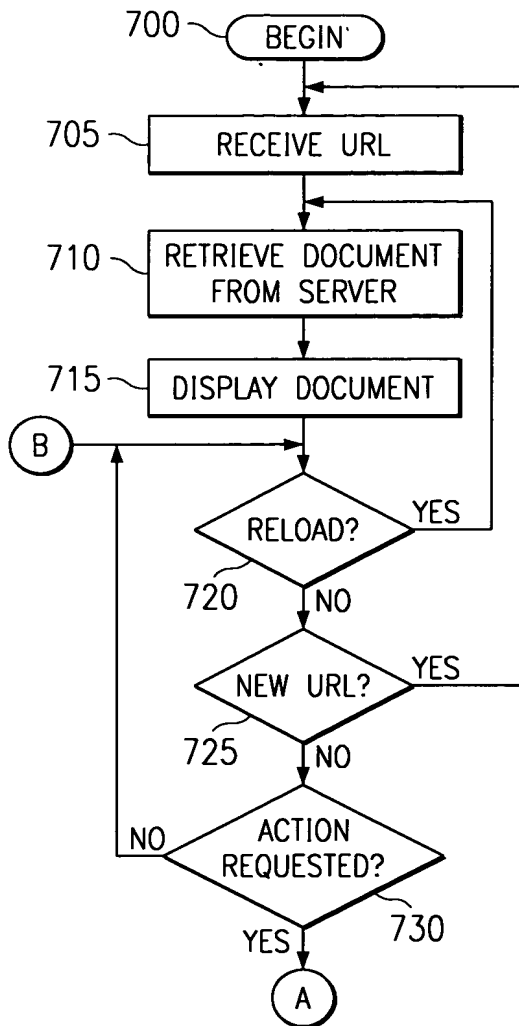 700
BEGIN
705
RECEIVE URL
710
RETRIEVE DOCUMENT
FROM SERVER
715
DISPLAY DOCUMENT
B
RELOAD?
YES
720
NO
NEW URL?
YES
725
NO
ACTION
REQUESTED?
NO
730
YES
A